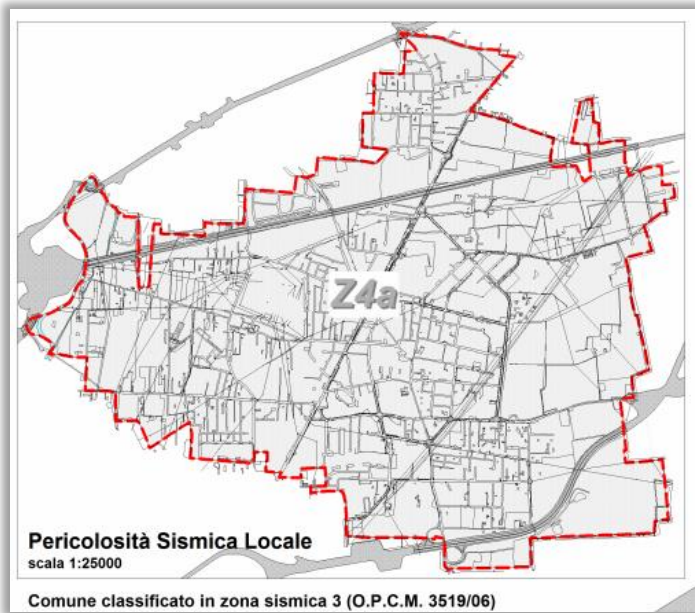 Z4a
Pericolosità Sismica Locale
scala 1:25000
Comune classificato in zona sismica 3 (O.P.C.M. 3519/06)